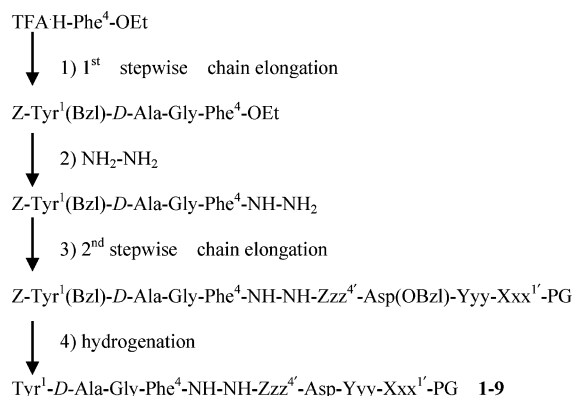 TFA·H-Phe⁴-OEt
1) 1ˢᵗ stepwise chain elongation
Z-Tyr¹(Bzl)-D-Ala-Gly-Phe⁴-OEt
2) NH₂-NH₂
Z-Tyr¹(Bzl)-D-Ala-Gly-Phe⁴-NH-NH₂
3) 2ⁿᵈ stepwise chain elongation
Z-Tyr¹(Bzl)-D-Ala-Gly-Phe⁴-NH-NH-Zzz⁴′-Asp(OBzl)-Yyy-Xxx¹′-PG
4) hydrogenation
Tyr¹-D-Ala-Gly-Phe⁴-NH-NH-Zzz⁴′-Asp-Yyy-Xxx¹′-PG 1-9